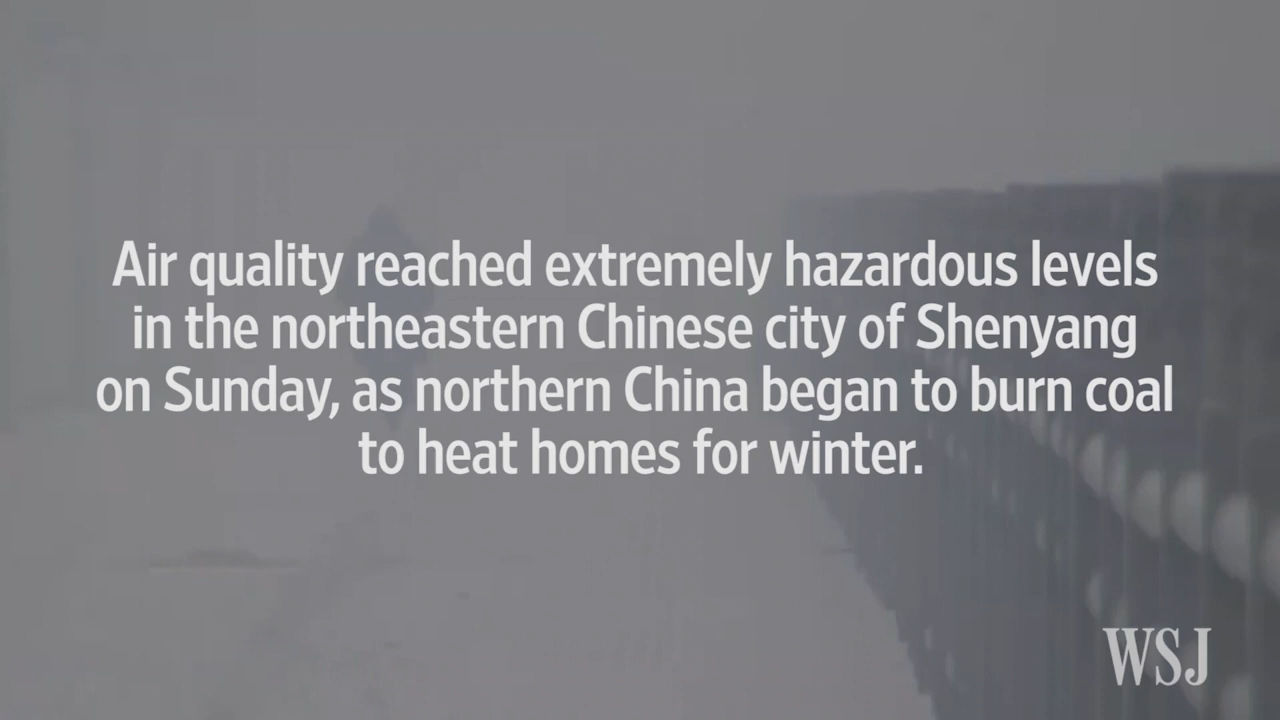 Air quality reached extremely hazardous levels
in the northeastern Chinese city of Shenyang
on Sunday, as northern China began to burn coal
to heat homes for winter.
WSJ